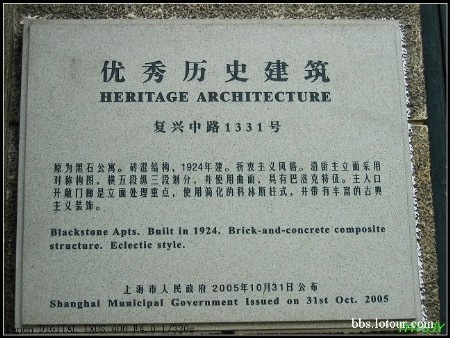 优秀历史建筑
HERITAGE ARCHITECTURE
复兴中路1331号
原为黑石公寓。砖混结构，1924年建。折衷主义风格。沿街主立面采用
对称构图，横五段纵三段划分，并使用曲面，具有巴洛克特征。主入口
开敞门廊是立面处理重点，使用简化的科林斯柱式，并带有丰富的古典
主义装饰。
Blackstone Apts. Built in 1924. Brick-and-concrete composite
structure. Eclectic style.
上海市人民政府 2005年10月31日公布
Shanghai Municipal Government Issued on 31st Oct. 2005
bbs.lotour.com